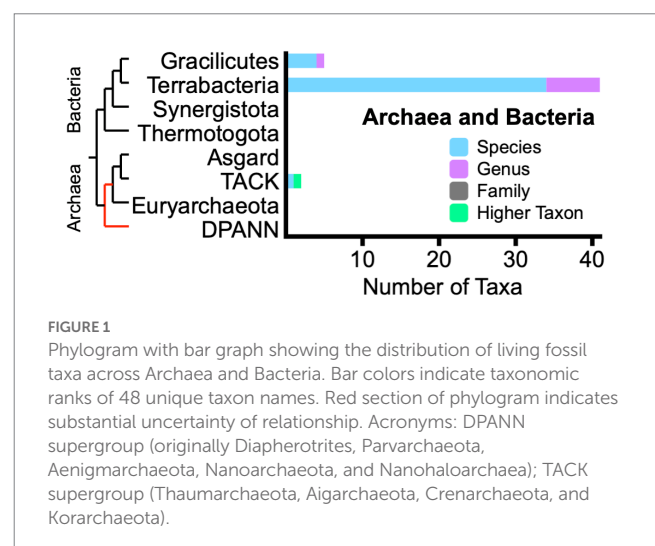 Bacteria
Archaea
Gracilicutes
Terrabacteria
Synergistota
Thermotogota
Asgard
TACK
Euryarchaeota
DPANN
Archaea and Bacteria
Species
Genus
Family
Higher Taxon
10 20 30 40
Number of Taxa
FIGURE 1
Phylogram with bar graph showing the distribution of living fossil
taxa across Archaea and Bacteria. Bar colors indicate taxonomic
ranks of 48 unique taxon names. Red section of phylogram indicates
substantial uncertainty of relationship. Acronyms: DPANN
supergroup (originally Diapherotrites, Parvarchaeota,
Aenigmarchaeota, Nanoarchaeota, and Nanohaloarchaea); TACK
supergroup (Thaumarchaeota, Aigarchaeota, Crenarchaeota, and
Korarchaeota).